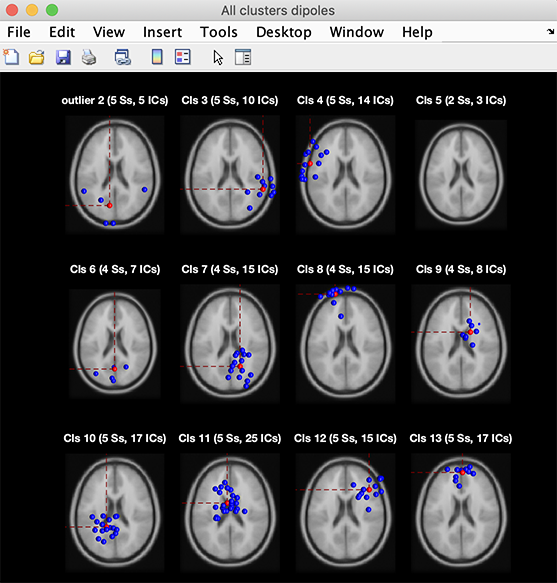 All clusters dipoles
File Edit View Insert Tools Desktop Window Help
outlier 2 (5 Ss, 5 ICs) Cls 3 (5 Ss, 10 ICs) Cls 4 (5 Ss, 14 ICs) Cls 5 (2 Ss, 3 ICs)
Cls 6 (4 Ss, 7 ICs) Cls 7 (4 Ss, 15 ICs) Cls 8 (4 Ss, 15 ICs) Cls 9 (4 Ss, 8 ICs)
Cls 10 (5 Ss, 17 ICs) Cls 11 (5 Ss, 25 ICs) Cls 12 (5 Ss, 15 ICs) Cls 13 (5 Ss, 17 ICs)